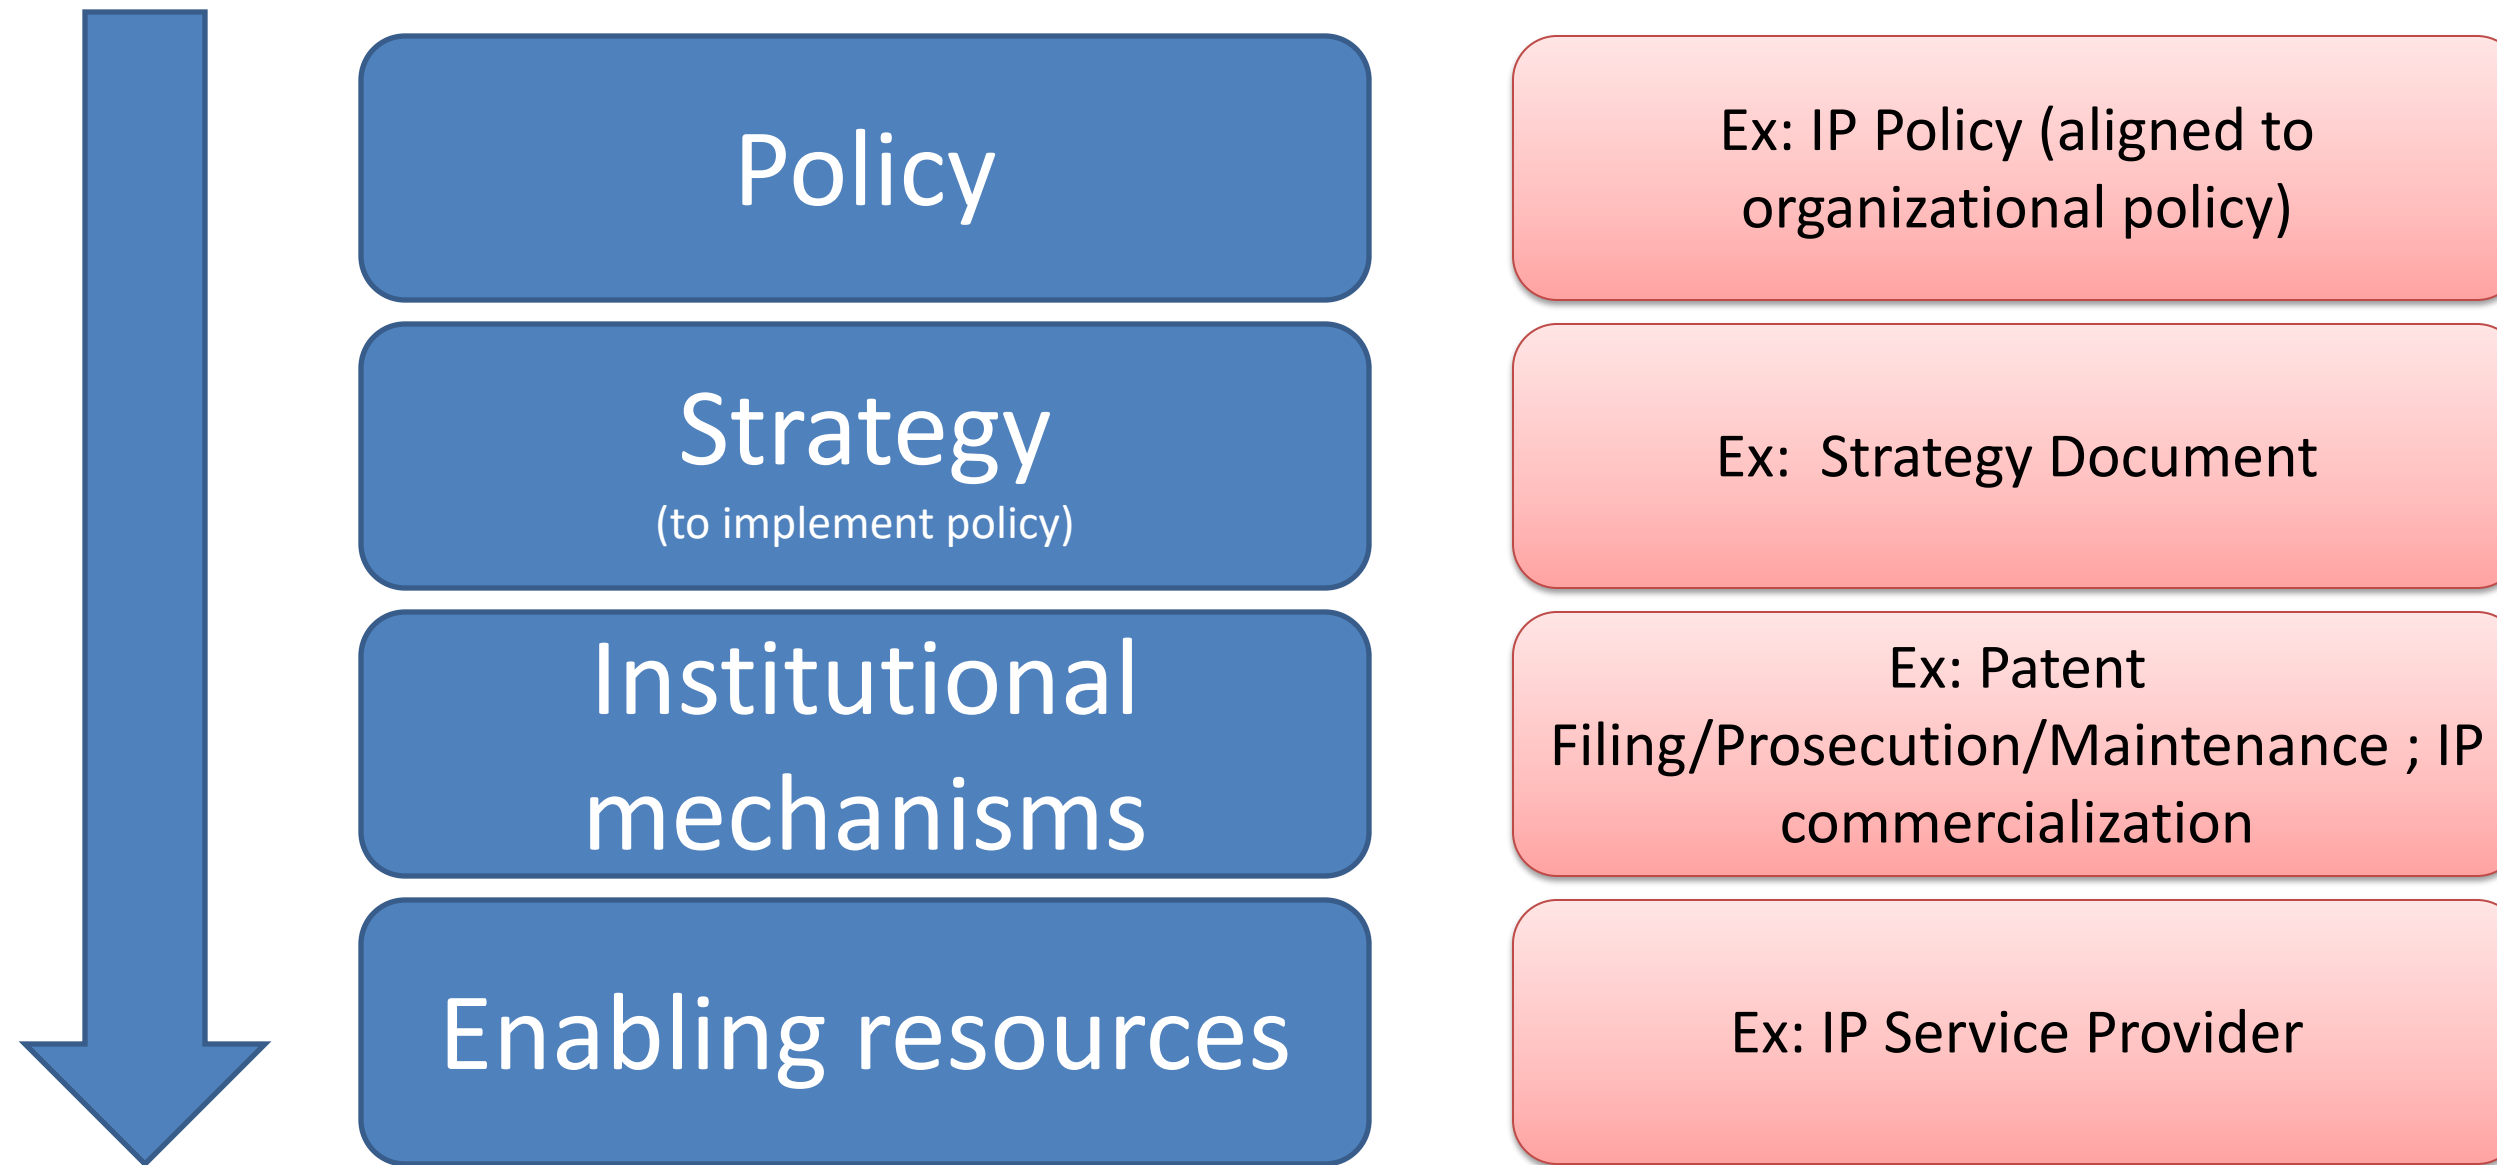 Policy
Ex: IP Policy (aligned to
organizational policy)
Strategy
(to implement policy)
Ex:  Strategy Document
Institutional
mechanisms
Ex: Patent
Filing/Prosecution/Maintenance ; IP
commercialization
Enabling resources
Ex: IP Service Provider